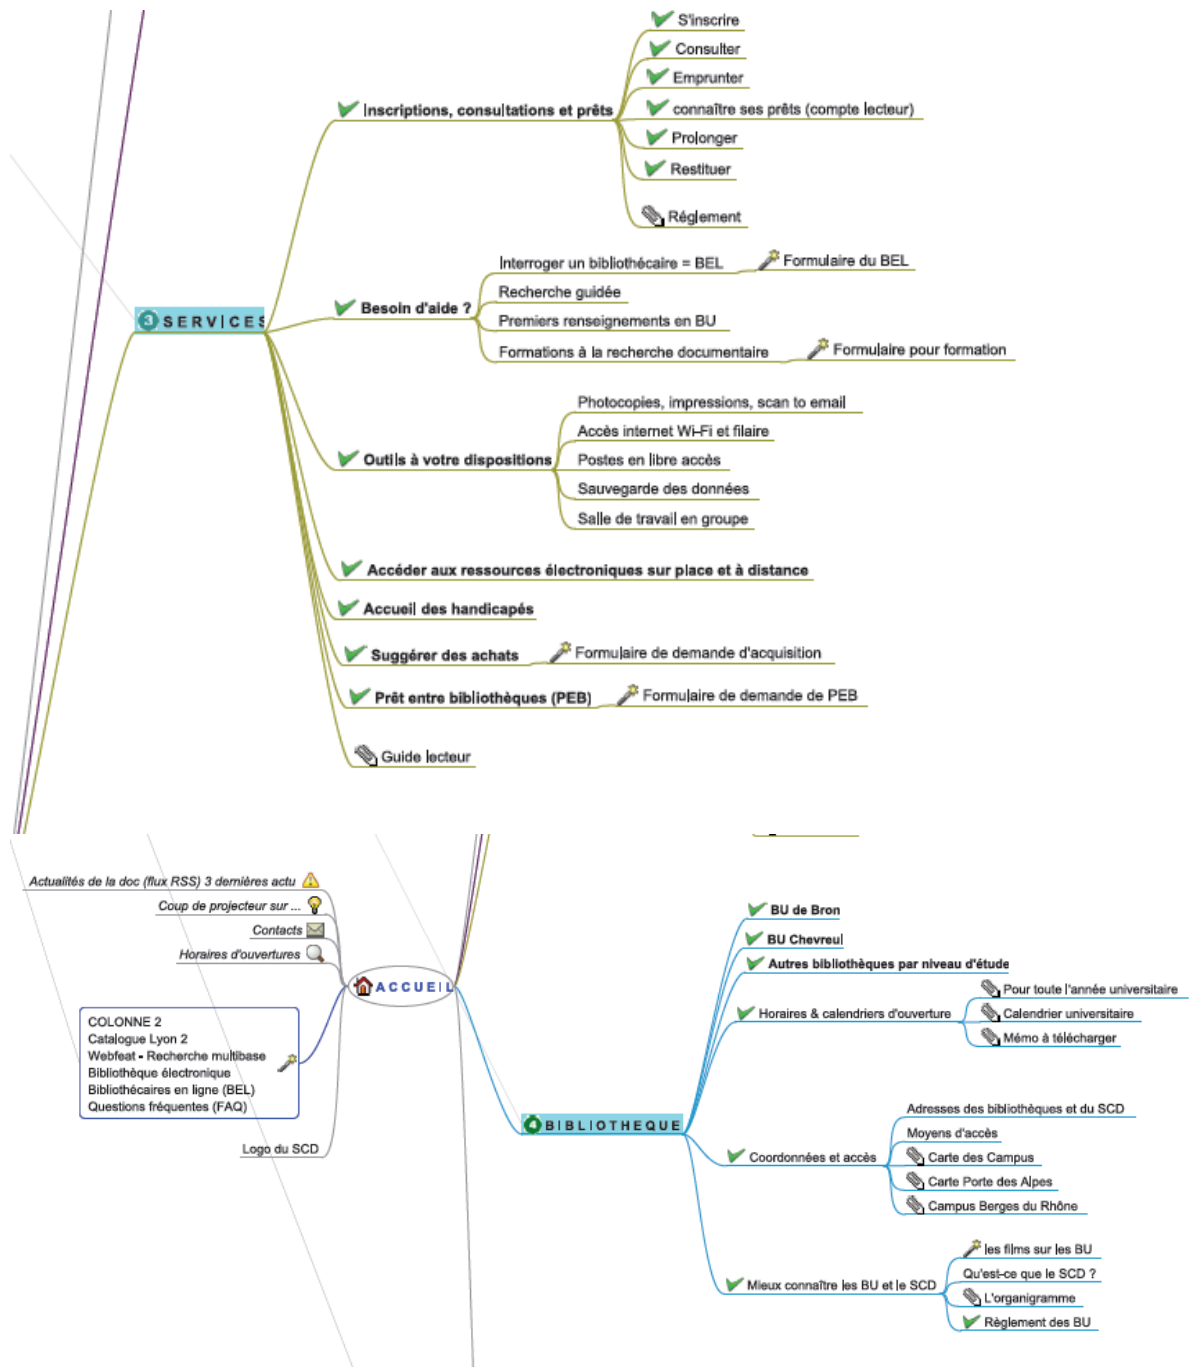 S'inscrire
Consulter
Emprunter
Inscriptions, consultations et prêts
connaître ses prêts (compte lecteur)
Prolonger
Restituer
Réglement
3 SERVICES
Besoin d'aide ?
Interroger un bibliothécaire = BEL
Formulaire du BEL
Recherche guidée
Premiers renseignements en BU
Formations à la recherche documentaire
Formulaire pour formation
Outils à votre dispositions
Photocopies, impressions, scan to email
Accès internet Wi-Fi et filaire
Postes en libre accès
Sauvegarde des données
Salle de travail en groupe
Accéder aux ressources électroniques sur place et à distance
Accueil des handicapés
Suggérer des achats
Formulaire de demande d'acquisition
Prêt entre bibliothèques (PEB)
Formulaire de demande de PEB
Guide lecteur
Actualités de la doc (flux RSS) 3 dernières actu
Coup de projecteur sur ...
Contacts
Horaires d'ouvertures
ACCUEIL
COLONNE 2
Catalogue Lyon 2
Webfeat - Recherche multibase
Bibliothèque électronique
Bibliothécaires en ligne (BEL)
Questions fréquentes (FAQ)
Logo du SCD
4 BIBLIOTHEQUE
BU de Bron
BU Chevreul
Autres bibliothèques par niveau d'étude
Horaires & calendriers d'ouverture
Pour toute l'année universitaire
Calendrier universitaire
Mémo à télécharger
Coordonnées et accès
Adresses des bibliothèques et du SCD
Moyens d'accès
Carte des Campus
Carte Porte des Alpes
Campus Berges du Rhône
Mieux connaître les BU et le SCD
les films sur les BU
Qu'est-ce que le SCD ?
L'organigramme
Règlement des BU